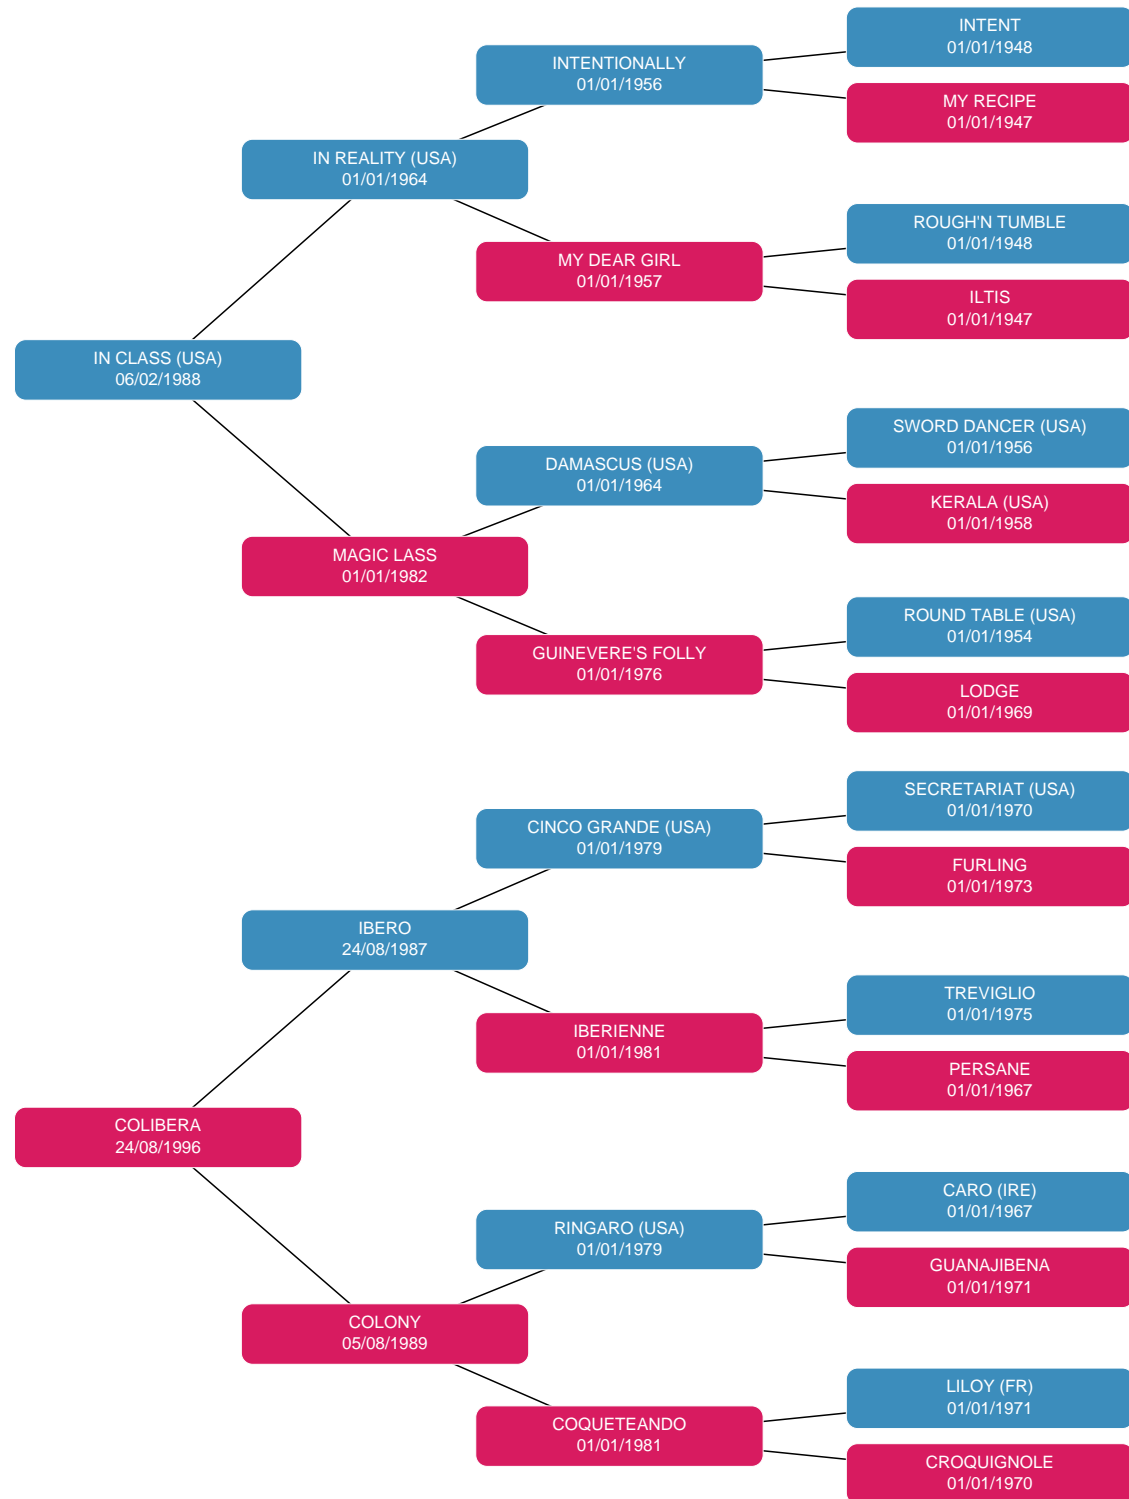 INTENT
01/01/1948
INTENTIONALLY
01/01/1956
MY RECIPE
01/01/1947
IN REALITY (USA)
01/01/1964
ROUGH'N TUMBLE
01/01/1948
MY DEAR GIRL
01/01/1957
ILTIS
01/01/1947
IN CLASS (USA)
06/02/1988
SWORD DANCER (USA)
01/01/1956
DAMASCUS (USA)
01/01/1964
KERALA (USA)
01/01/1958
MAGIC LASS
01/01/1982
ROUND TABLE (USA)
01/01/1954
GUINEVERE'S FOLLY
01/01/1976
LODGE
01/01/1969
SECRETARIAT (USA)
01/01/1970
CINCO GRANDE (USA)
01/01/1979
FURLING
01/01/1973
IBERO
24/08/1987
TREVIGLIO
01/01/1975
IBERIENNE
01/01/1981
PERSANE
01/01/1967
COLIBERA
24/08/1996
CARO (IRE)
01/01/1967
RINGARO (USA)
01/01/1979
GUANAJIBENA
01/01/1971
COLONY
05/08/1989
LILOY (FR)
01/01/1971
COQUETEANDO
01/01/1981
CROQUIGNOLE
01/01/1970